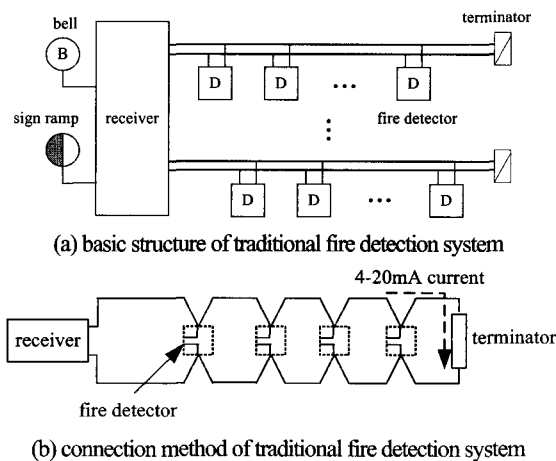 bell
terminator
B
D
D
...
D
sign ramp
receiver
fire detector
D
D
...
D
(a) basic structure of traditional fire detection system
4-20mA current
receiver
terminator
fire detector
(b) connection method of traditional fire detection system